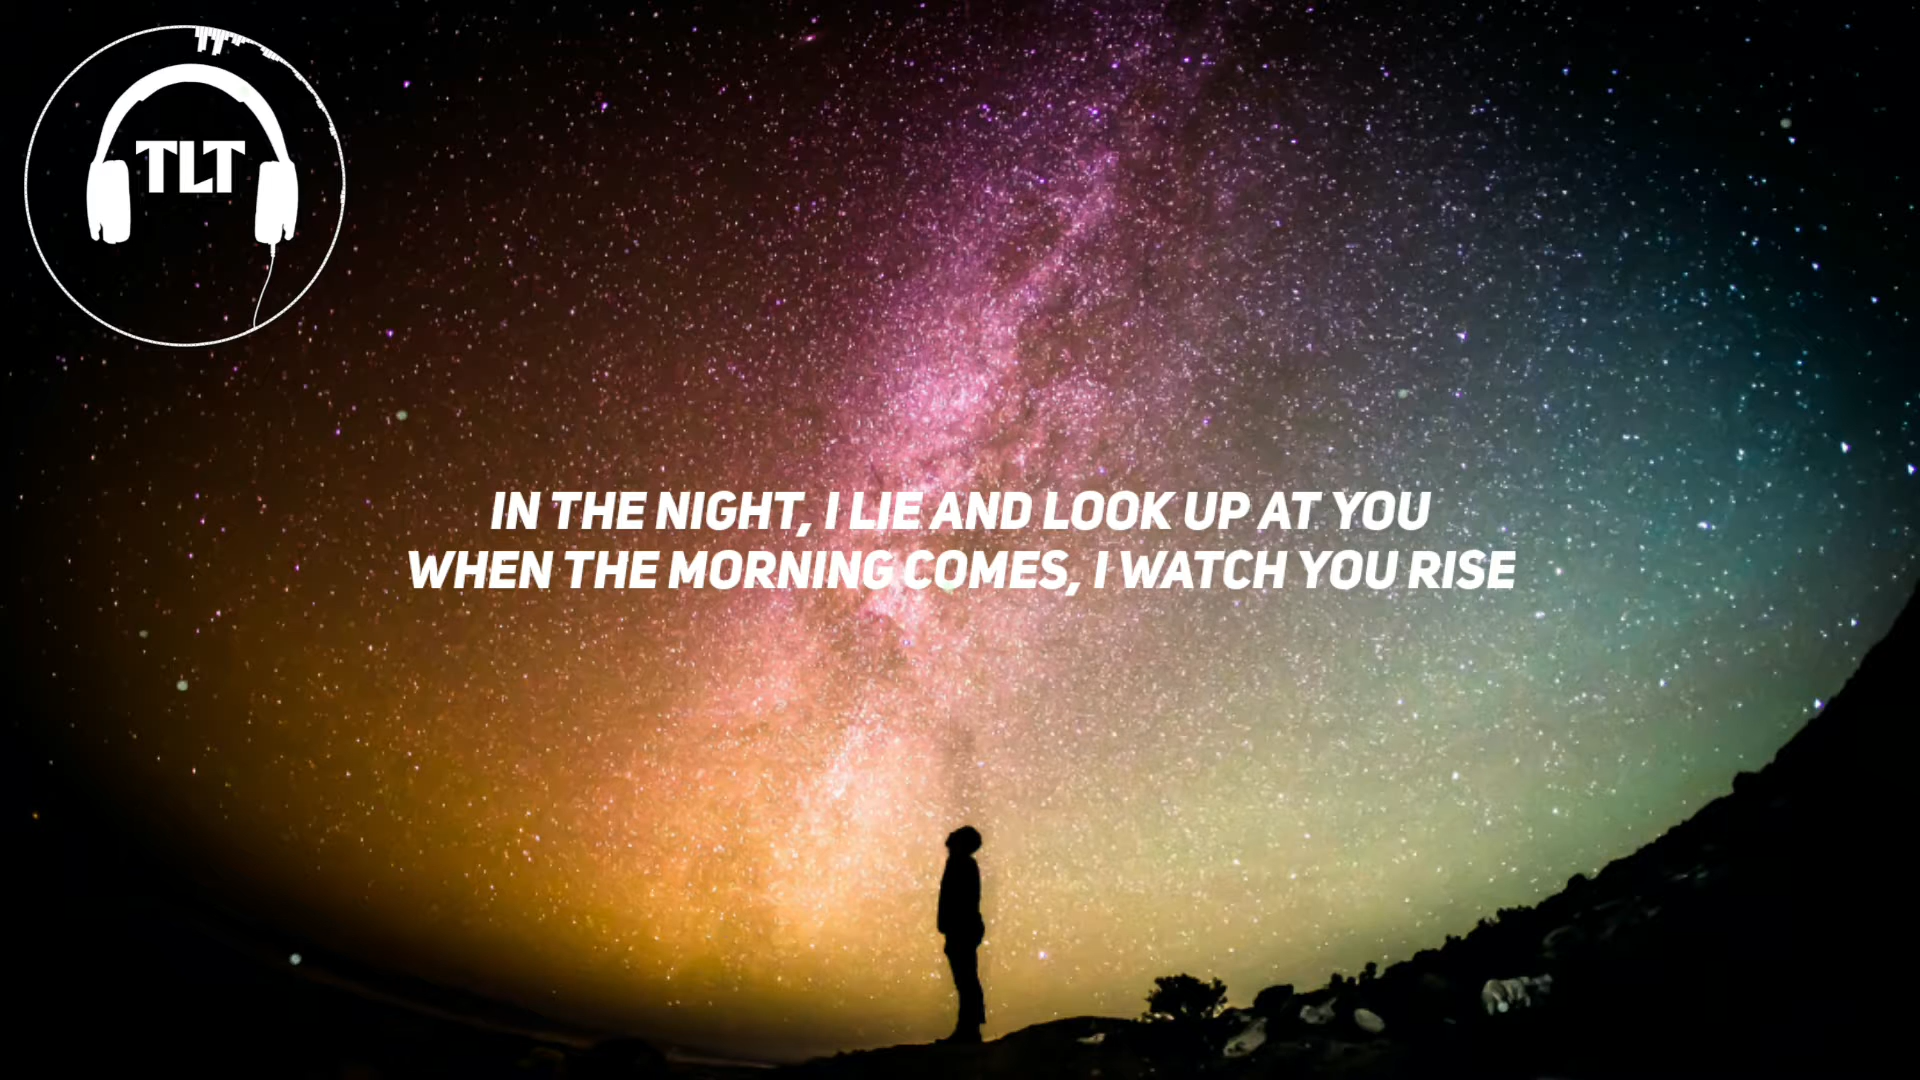 TLT
IN THE NIGHT, I LIE AND LOOK UP AT YOU
WHEN THE MORNING COMES, I WATCH YOU RISE